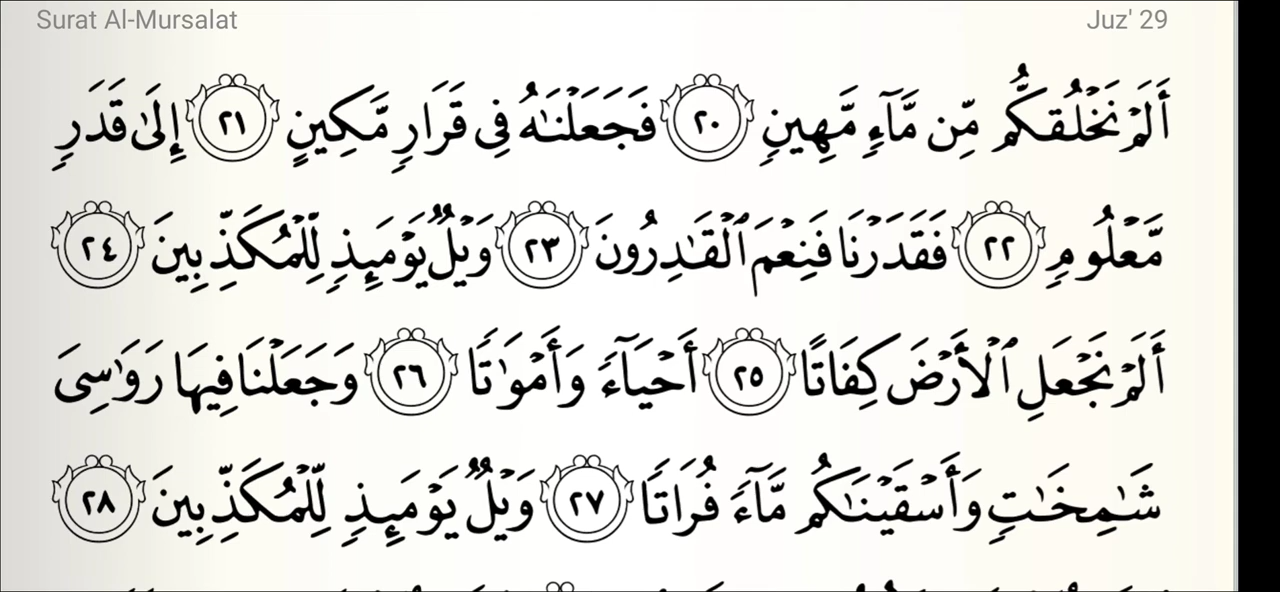 Surat Al-Mursalat Juz' 29
أَلَمْ نَخْلُقكُّم مِّن مَّآءٍ مَّهِينٍ ٢٠ فَجَعَلْنَـٰهُ فِى قَرَارٍ مَّكِينٍ ٢١ إِلَىٰ قَدَرٍ
مَّعْلُومٍ ٢٢ فَقَدَرْنَا فَنِعْمَ ٱلْقَـٰدِرُونَ ٢٣ وَيْلٌ يَوْمَئِذٍ لِّلْمُكَذِّبِينَ ٢٤
أَلَمْ نَجْعَلِ ٱلْأَرْضَ كِفَاتًا ٢٥ أَحْيَآءً وَأَمْوَٰتًا ٢٦ وَجَعَلْنَا فِيهَا رَوَٰسِىَ
شَـٰمِخَـٰتٍ وَأَسْقَيْنَـٰكُم مَّآءً فُرَاتًا ٢٧ وَيْلٌ يَوْمَئِذٍ لِّلْمُكَذِّبِينَ ٢٨